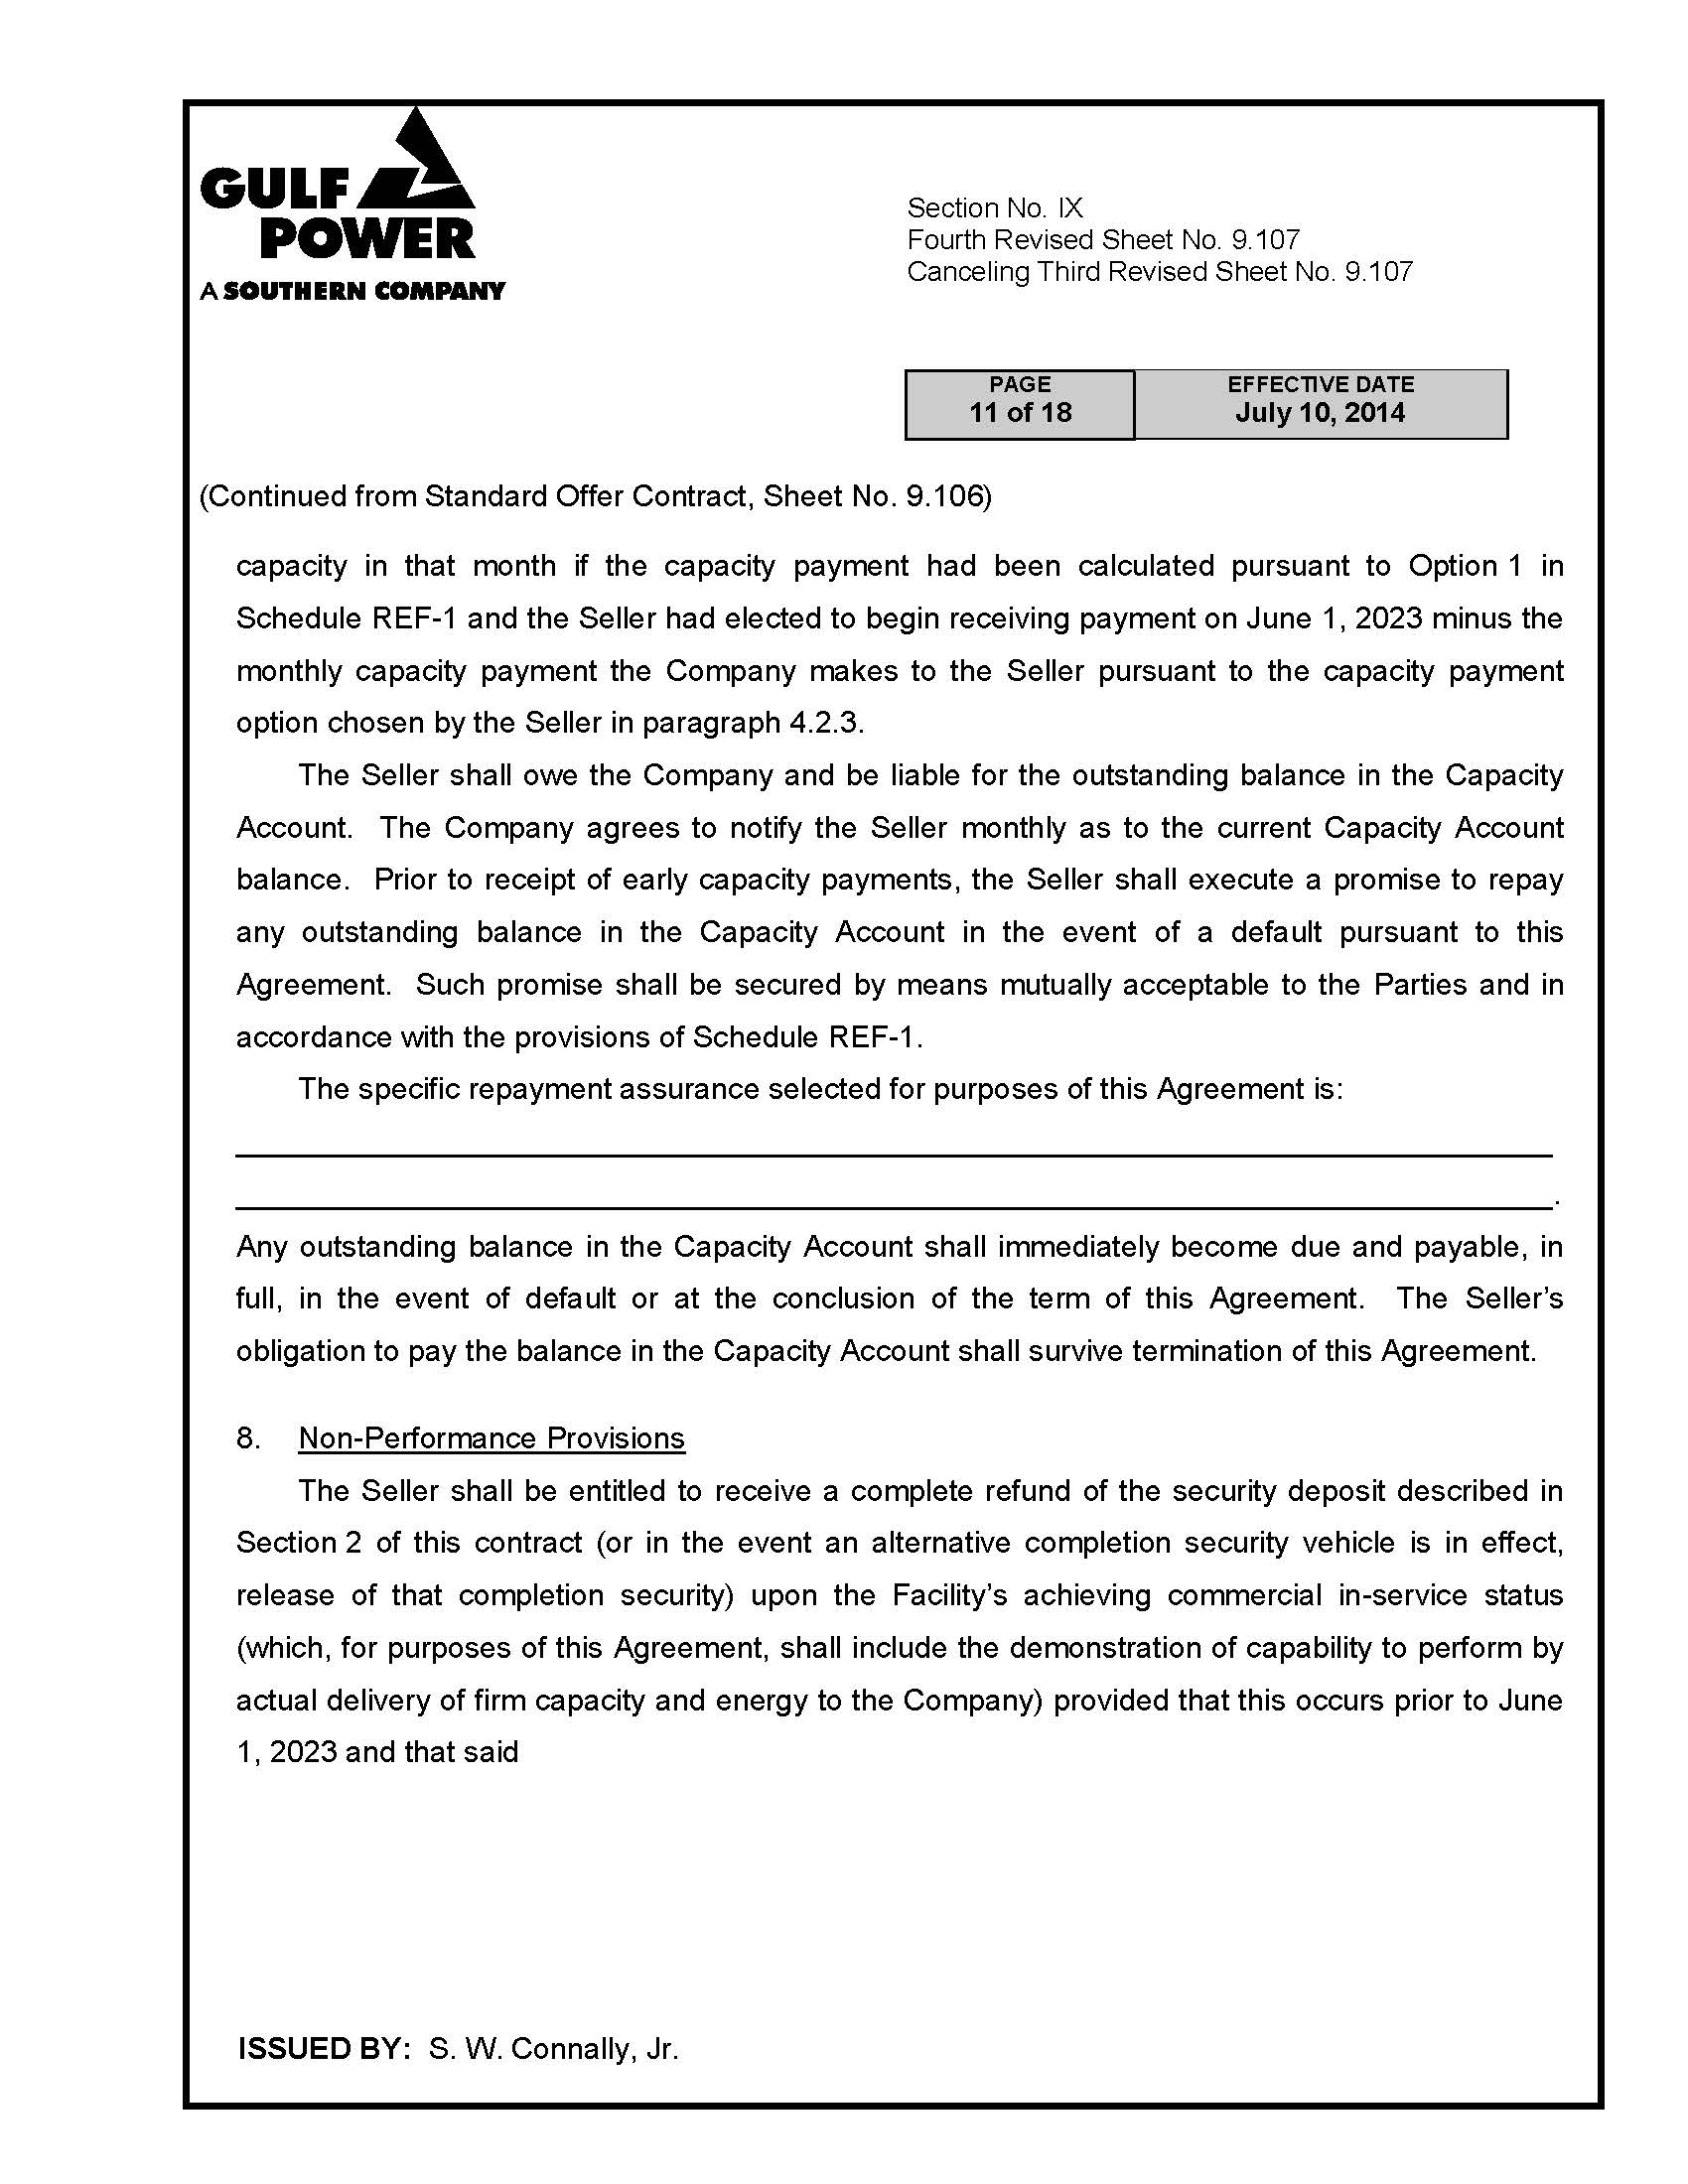 GULF
POWER
A SOUTHERN COMPANY
Section No. IX
Fourth Revised Sheet No. 9.107
Canceling Third Revised Sheet No. 9.107
PAGE
11 of 18
EFFECTIVE DATE
July 10, 2014
(Continued from Standard Offer Contract, Sheet No. 9.106)
capacity in that month if the capacity payment had been calculated pursuant to Option 1 in
Schedule REF-1 and the Seller had elected to begin receiving payment on June 1, 2023 minus the
monthly capacity payment the Company makes to the Seller pursuant to the capacity payment
option chosen by the Seller in paragraph 4.2.3.
The Seller shall owe the Company and be liable for the outstanding balance in the Capacity
Account. The Company agrees to notify the Seller monthly as to the current Capacity Account
balance. Prior to receipt of early capacity payments, the Seller shall execute a promise to repay
any outstanding balance in the Capacity Account in the event of a default pursuant to this
Agreement. Such promise shall be secured by means mutually acceptable to the Parties and in
accordance with the provisions of Schedule REF-1.
The specific repayment assurance selected for purposes of this Agreement is:
.
Any outstanding balance in the Capacity Account shall immediately become due and payable, in
full, in the event of default or at the conclusion of the term of this Agreement. The Seller’s
obligation to pay the balance in the Capacity Account shall survive termination of this Agreement.
8. Non-Performance Provisions
The Seller shall be entitled to receive a complete refund of the security deposit described in
Section 2 of this contract (or in the event an alternative completion security vehicle is in effect,
release of that completion security) upon the Facility’s achieving commercial in-service status
(which, for purposes of this Agreement, shall include the demonstration of capability to perform by
actual delivery of firm capacity and energy to the Company) provided that this occurs prior to June
1, 2023 and that said
ISSUED BY: S. W. Connally, Jr.